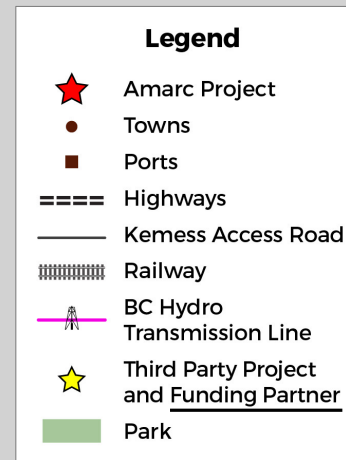 Legend
Amarc Project
Towns
Ports
Highways
Kemess Access Road
Railway
BC Hydro
Transmission Line
Third Party Project
and Funding Partner
Park